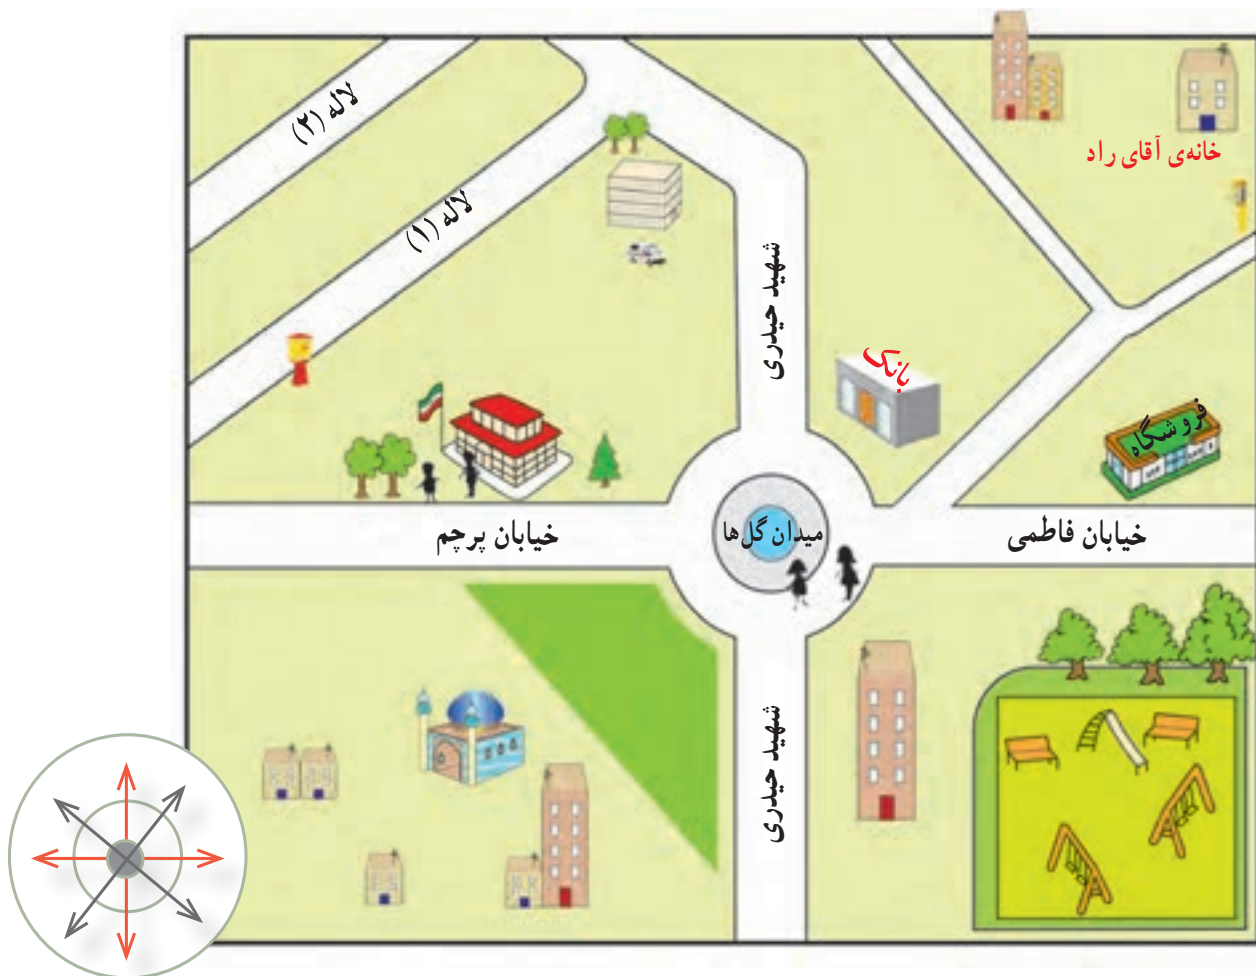 لاله (۲)
لاله (۱)
شهید حیدری
خانه‌ی آقای راد
بانک
فروشگاه
خیابان فاطمی
میدان گل‌ها
خیابان پرچم
شهید حیدری